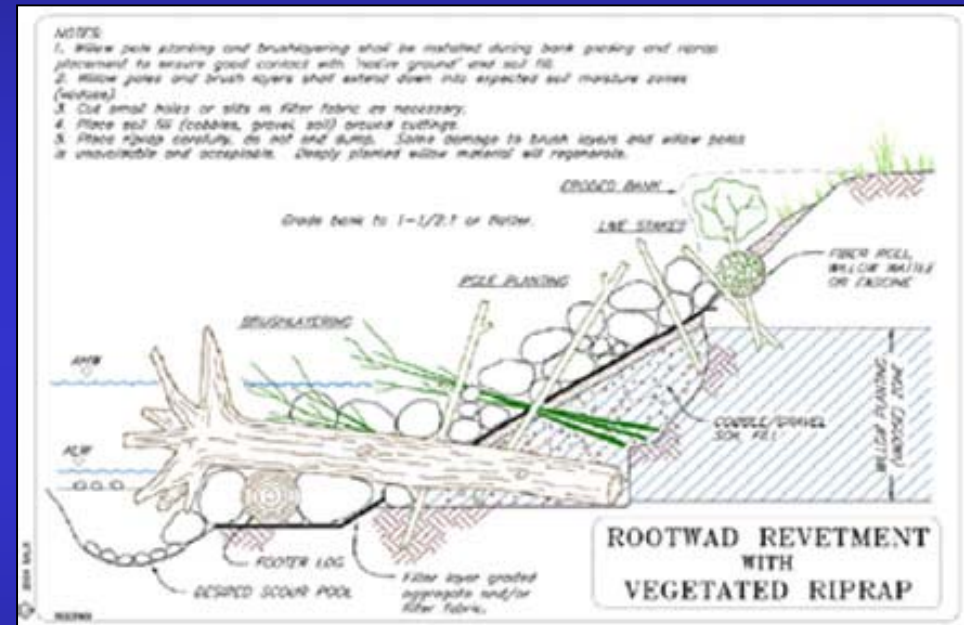 NOTES:
1. Willow pole planting and brushlayering shall be installed during bank grading and riprap
placement to ensure good contact with 'native ground' and soil fill.
2. Willow poles and brush layers shall extend down into expected soil moisture zones
(vadose).
3. Cut small holes or slits in filter fabric as necessary.
4. Place soil fill (cobbles, gravel, soil) around cuttings.
5. Place riprap carefully, do not end dump. Some damage to brush layers and willow poles
is unavoidable and acceptable. Deeply planted willow material will regenerate.
ERODED BANK
Grade bank to 1-1/2:1 or flatter.
LIVE STAKES
FIBER ROLL,
WILLOW WATTLE
OR FASCINE
POLE PLANTING
BRUSHLAYERING
AHW
ALW
COBBLE/GRAVEL
SOIL FILL
WILLOW PLANTING
(VADOSE) ZONE
FOOTER LOG
DESIRED SCOUR POOL
Filter layer graded
aggregate and/or
filter fabric.
ROOTWAD REVETMENT
WITH
VEGETATED RIPRAP